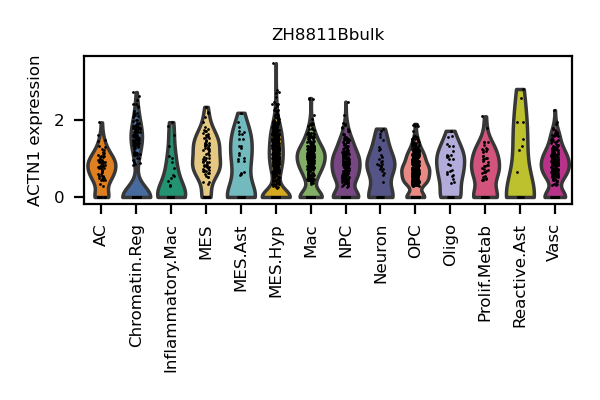 ZH8811Bbulk
ACTN1 expression
2
0
AC
Chromatin.Reg
Inflammatory.Mac
MES
MES.Ast
MES.Hyp
Mac
NPC
Neuron
OPC
Oligo
Prolif.Metab
Reactive.Ast
Vasc